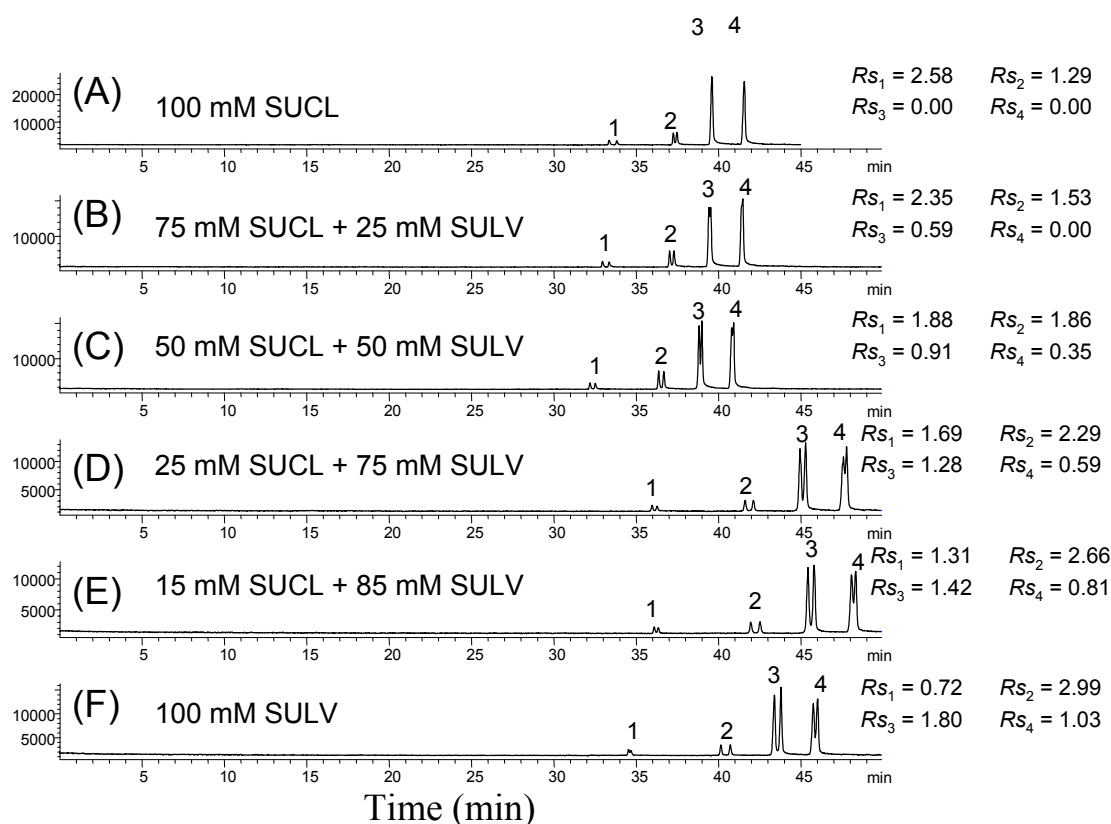 3 4
(A) 100 mM SUCL
20000
10000
1 2
Rs1 = 2.58 Rs2 = 1.29
Rs3 = 0.00 Rs4 = 0.00
5 10 15 20 25 30 35 40 45 min
(B) 75 mM SUCL + 25 mM SULV
10000
1 2 3 4
Rs1 = 2.35 Rs2 = 1.53
Rs3 = 0.59 Rs4 = 0.00
5 10 15 20 25 30 35 40 45 min
(C) 50 mM SUCL + 50 mM SULV
10000
1 2 3 4
Rs1 = 1.88 Rs2 = 1.86
Rs3 = 0.91 Rs4 = 0.35
5 10 15 20 25 30 35 40 45 min
(D) 25 mM SUCL + 75 mM SULV
10000
5000
1 2 3 4
Rs1 = 1.69 Rs2 = 2.29
Rs3 = 1.28 Rs4 = 0.59
5 10 15 20 25 30 35 40 45 min
(E) 15 mM SUCL + 85 mM SULV
10000
5000
1 2 3 4
Rs1 = 1.31 Rs2 = 2.66
Rs3 = 1.42 Rs4 = 0.81
5 10 15 20 25 30 35 40 45 min
(F) 100 mM SULV
10000
5000
1 2 3 4
Rs1 = 0.72 Rs2 = 2.99
Rs3 = 1.80 Rs4 = 1.03
5 10 15 20 25 30 35 40 45 min
Time (min)